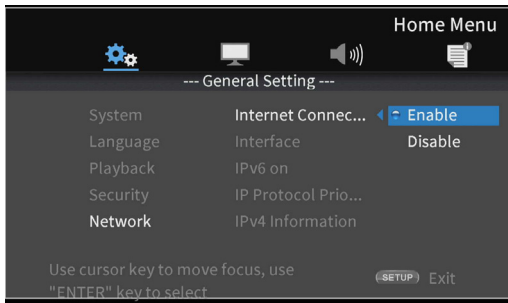 Home Menu
--- General Setting ---
System Internet Connec... Enable
Language Interface Disable
Playback IPv6 on
Security IP Protocol Prio...
Network IPv4 Information
Use cursor key to move focus, use
"ENTER" key to select
SETUP Exit